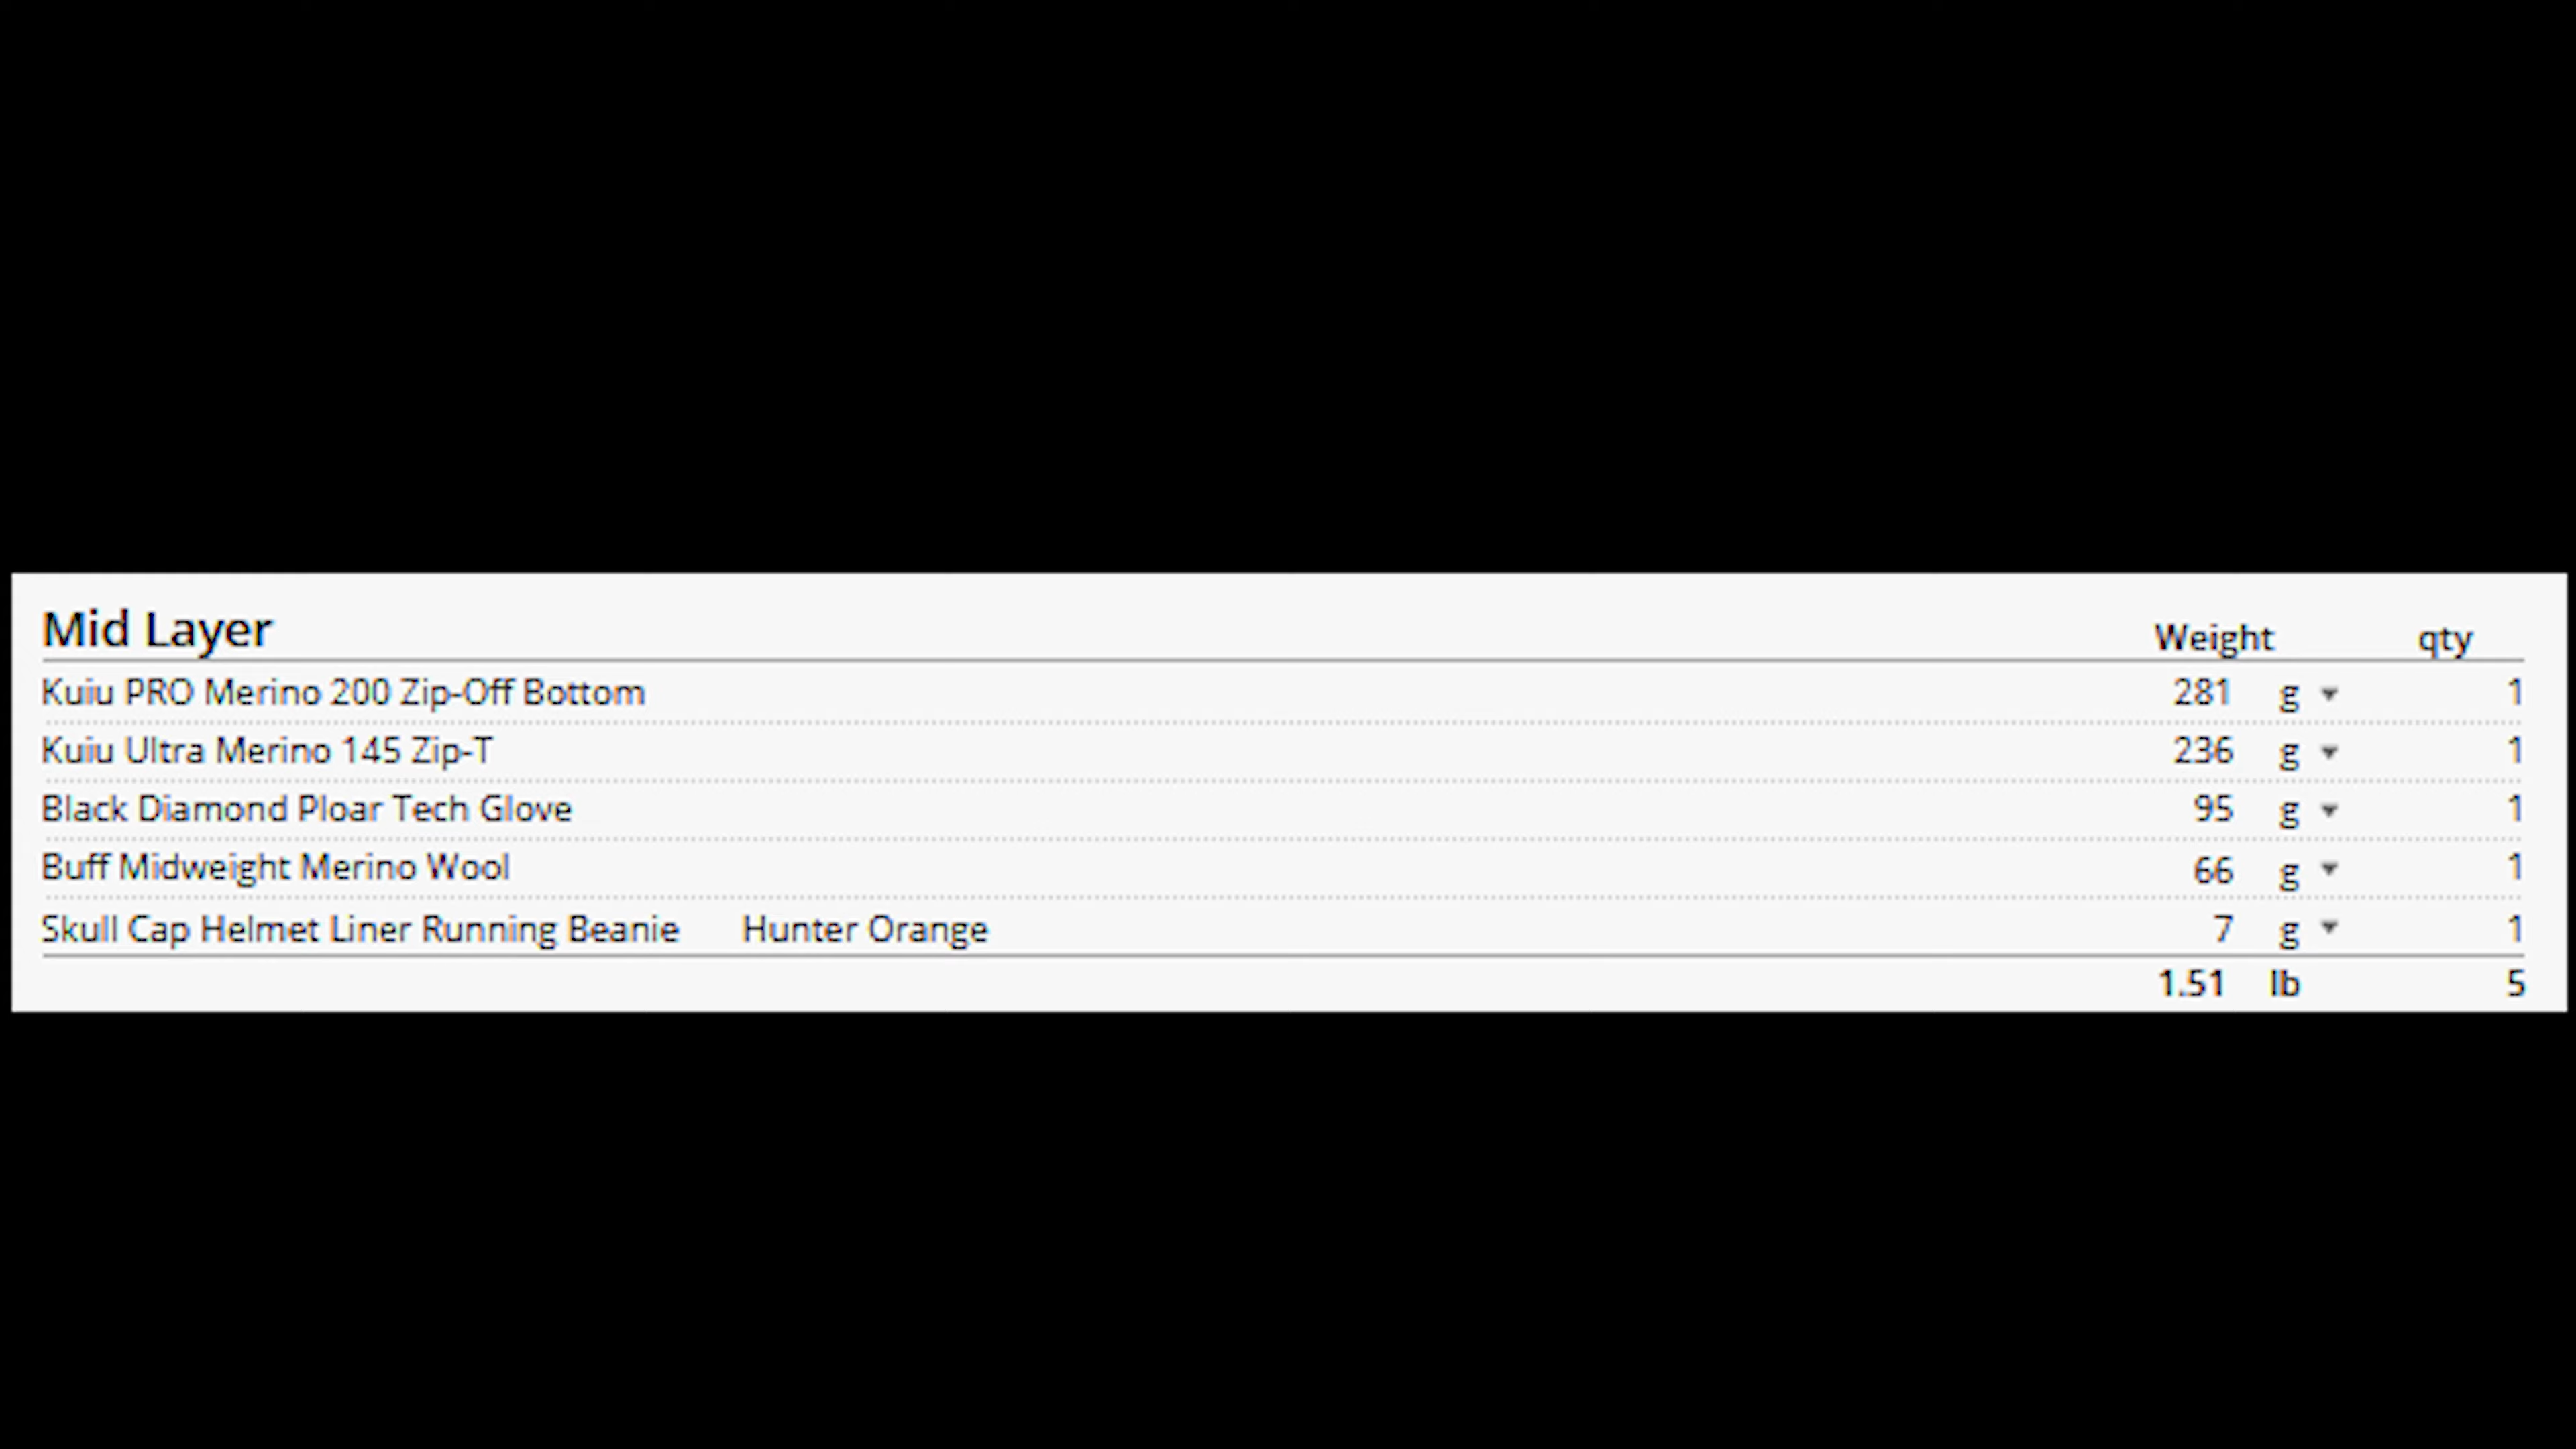 Mid Layer Weight qty
Kuiu PRO Merino 200 Zip-Off Bottom 281 g 1
Kuiu Ultra Merino 145 Zip-T 236 g 1
Black Diamond Ploar Tech Glove 95 g 1
Buff Midweight Merino Wool 66 g 1
Skull Cap Helmet Liner Running Beanie Hunter Orange 7 g 1
1.51 lb 5